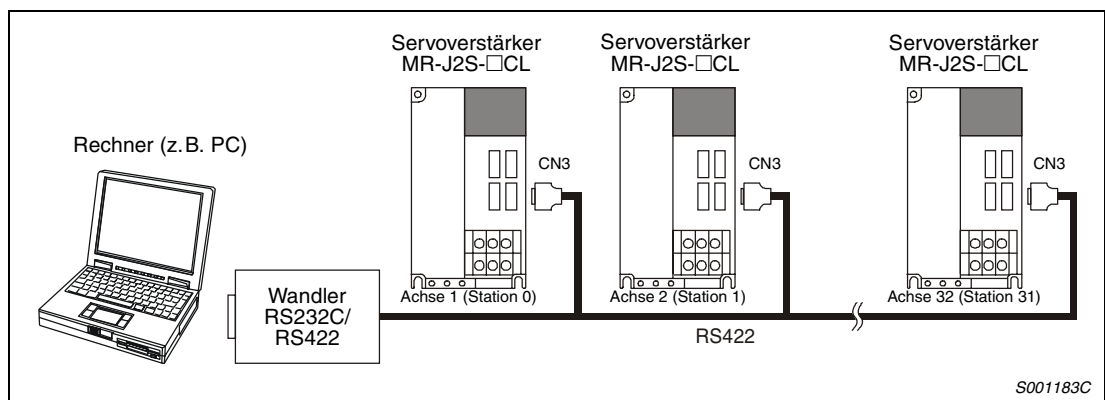 Servoverstärker
MR-J2S-□CL
Servoverstärker
MR-J2S-□CL
Servoverstärker
MR-J2S-□CL
Rechner (z.B. PC)
CN3
CN3
CN3
Wandler
RS232C/
RS422
Achse 1 (Station 0)
Achse 2 (Station 1)
Achse 32 (Station 31)
RS422
S001183C